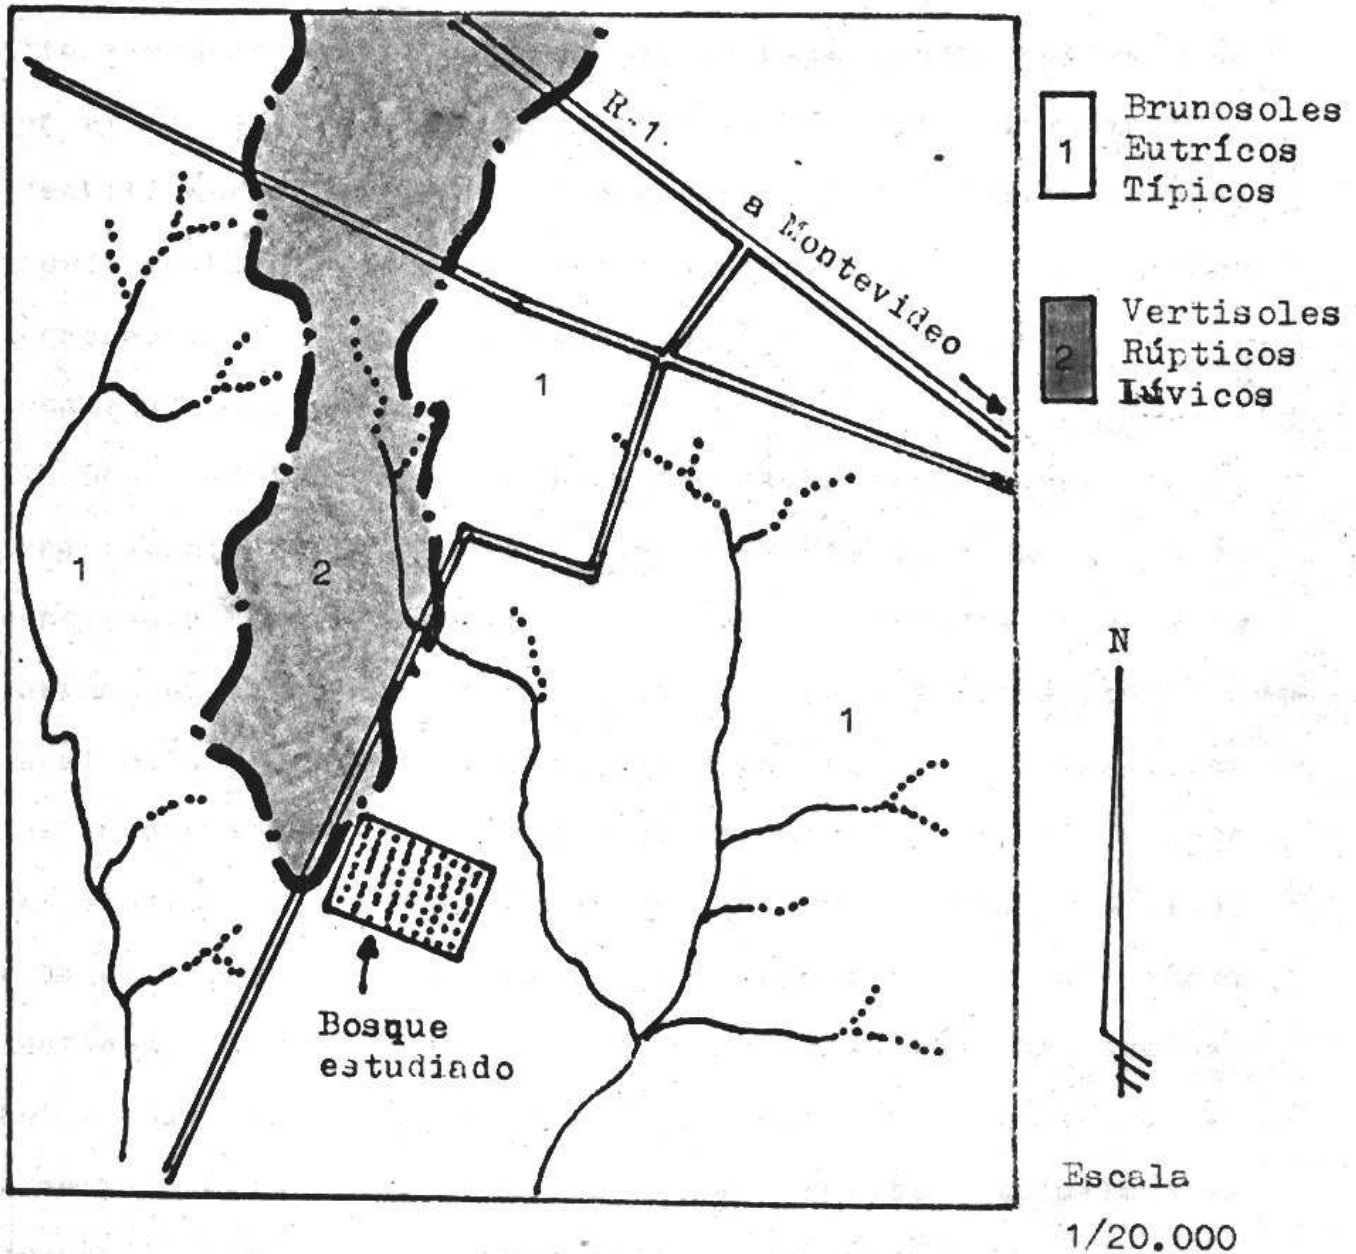 R-1.
a Montevideo
1
1
2
1
Bosque
estudiado
1
Brunosoles
Eutrícos
Típicos
2
Vertisoles
Rúpticos
Lúvicos
N
Escala
1/20.000